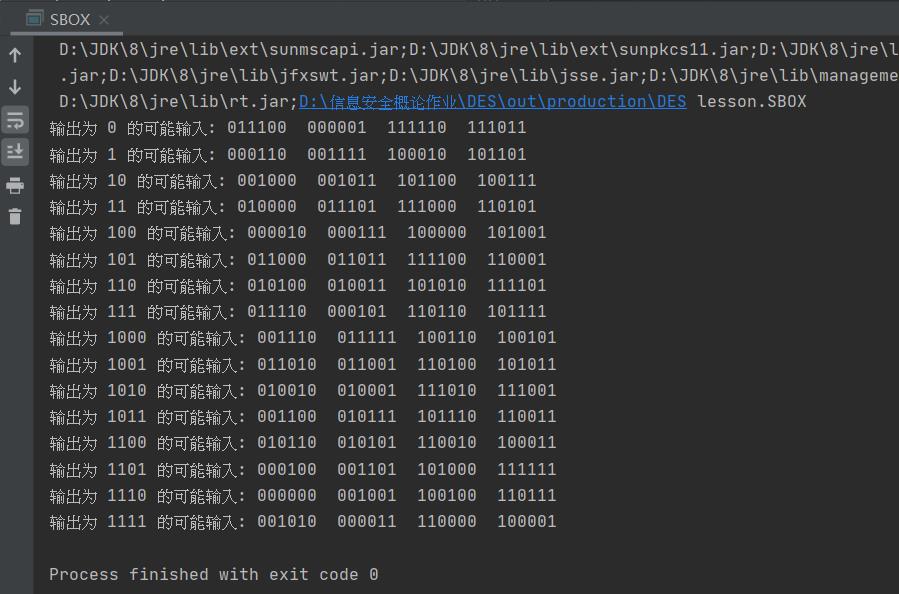 SBOX
D:\JDK\8\jre\lib\ext\sunmscapi.jar;D:\JDK\8\jre\lib\ext\sunpkcs11.jar;D:\JDK\8\jre\l
.jar;D:\JDK\8\jre\lib\jfxswt.jar;D:\JDK\8\jre\lib\jsse.jar;D:\JDK\8\jre\lib\manageme
D:\JDK\8\jre\lib\rt.jar;D:\信息安全概论作业\DES\out\production\DES lesson.SBOX
输出为 0 的可能输入: 011100 000001 111110 111011
输出为 1 的可能输入: 000110 001111 100010 101101
输出为 10 的可能输入: 001000 001011 101100 100111
输出为 11 的可能输入: 010000 011101 111000 110101
输出为 100 的可能输入: 000010 000111 100000 101001
输出为 101 的可能输入: 011000 011011 111100 110001
输出为 110 的可能输入: 010100 010011 101010 111101
输出为 111 的可能输入: 011110 000101 110110 101111
输出为 1000 的可能输入: 001110 011111 100110 100101
输出为 1001 的可能输入: 011010 011001 110100 101011
输出为 1010 的可能输入: 010010 010001 111010 111001
输出为 1011 的可能输入: 001100 010111 101110 110011
输出为 1100 的可能输入: 010110 010101 110010 100011
输出为 1101 的可能输入: 000100 001101 101000 111111
输出为 1110 的可能输入: 000000 001001 100100 110111
输出为 1111 的可能输入: 001010 000011 110000 100001
Process finished with exit code 0